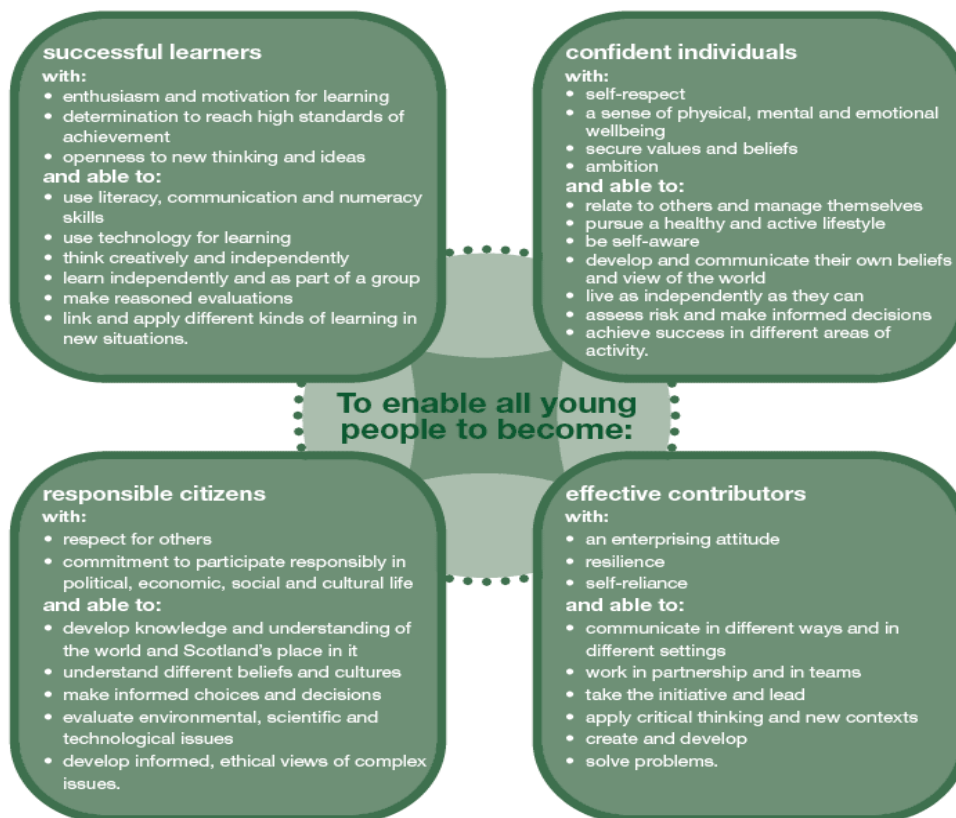 successful learners
with:
• enthusiasm and motivation for learning
• determination to reach high standards of
achievement
• openness to new thinking and ideas
and able to:
• use literacy, communication and numeracy
skills
• use technology for learning
• think creatively and independently
• learn independently and as part of a group
• make reasoned evaluations
• link and apply different kinds of learning in
new situations.
confident individuals
with:
• self-respect
• a sense of physical, mental and emotional
wellbeing
• secure values and beliefs
• ambition
and able to:
• relate to others and manage themselves
• pursue a healthy and active lifestyle
• be self-aware
• develop and communicate their own beliefs
and view of the world
• live as independently as they can
• assess risk and make informed decisions
• achieve success in different areas of
activity.
To enable all young
people to become:
responsible citizens
with:
• respect for others
• commitment to participate responsibly in
political, economic, social and cultural life
and able to:
• develop knowledge and understanding of
the world and Scotland's place in it
• understand different beliefs and cultures
• make informed choices and decisions
• evaluate environmental, scientific and
technological issues
• develop informed, ethical views of complex
issues.
effective contributors
with:
• an enterprising attitude
• resilience
• self-reliance
and able to:
• communicate in different ways and in
different settings
• work in partnership and in teams
• take the initiative and lead
• apply critical thinking and new contexts
• create and develop
• solve problems.